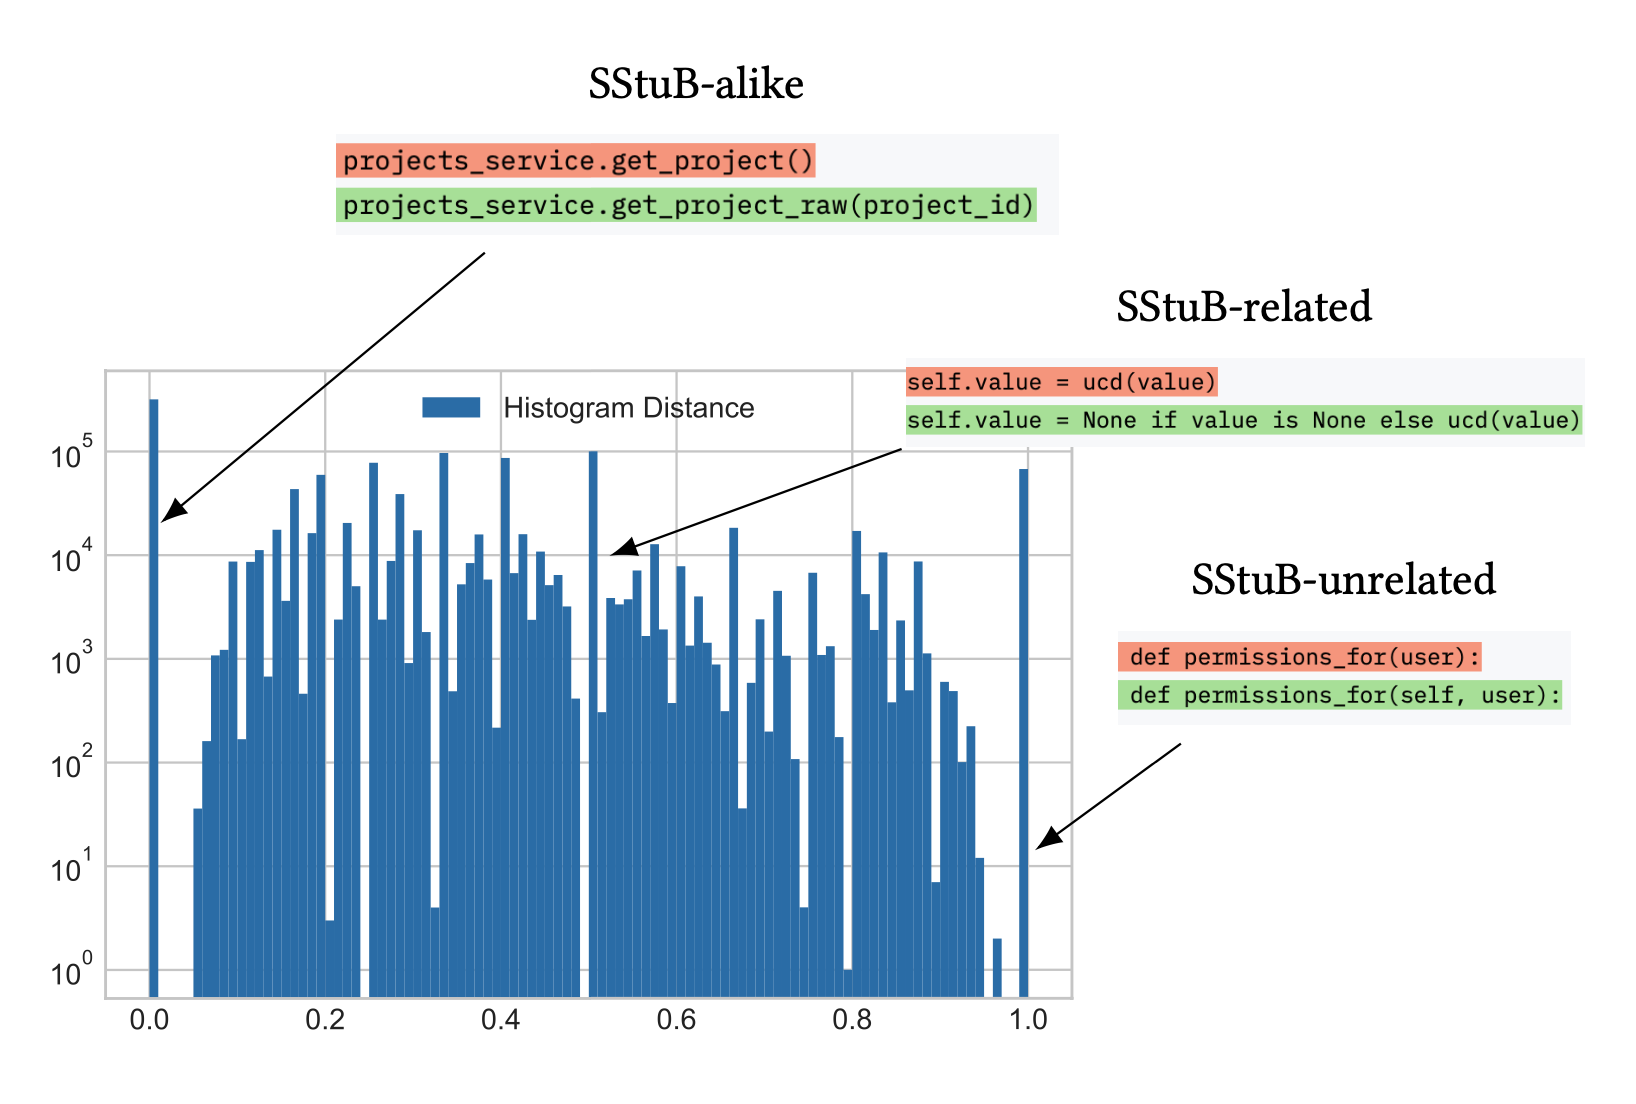 SStuB-alike
projects_service.get_project()
projects_service.get_project_raw(project_id)
SStuB-related
self.value = ucd(value)
self.value = None if value is None else ucd(value)
Histogram Distance
SStuB-unrelated
def permissions_for(user):
def permissions_for(self, user):
10^5
10^4
10^3
10^2
10^1
10^0
0.0 0.2 0.4 0.6 0.8 1.0